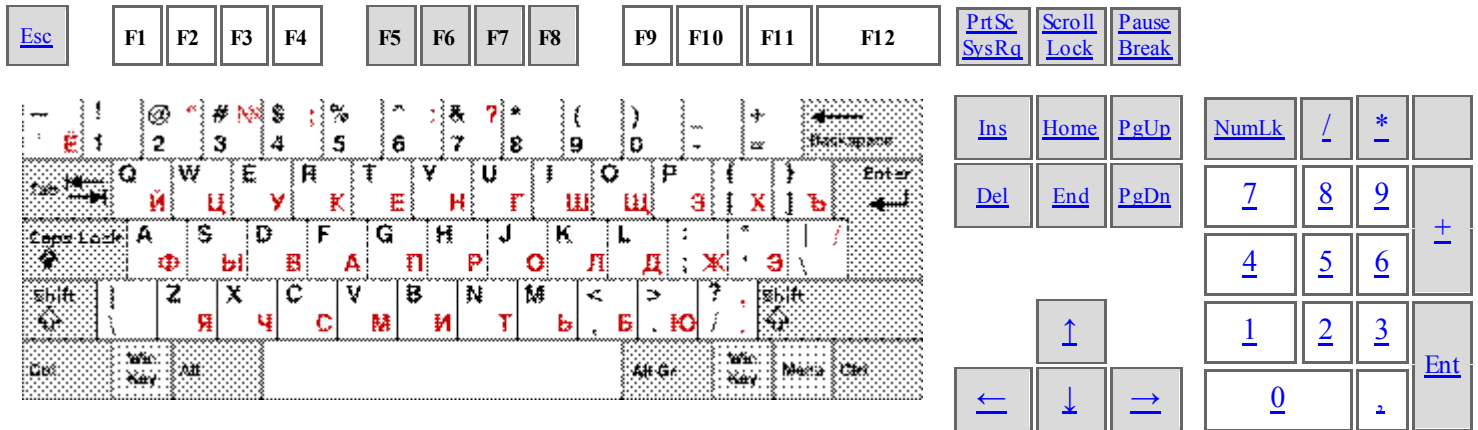 Esc F1 F2 F3 F4 F5 F6 F7 F8 F9 F10 F11 F12 PrtSc SysRq Scroll Lock Pause Break
! @ “ # № $ ; % ^ : & ? * ( ) _ +
Ё 1 2 3 4 5 6 7 8 9 0 - = Backspace
Ins Home PgUp NumLk / *
Tab Q W E R T Y U I O P { } Enter
Й Ц У К Е Н Г Ш Щ З [ Х ] Ъ
Del End PgDn 7 8 9 +
Caps Lock A S D F G H J K L : " | /
Ф Ы В А П Р О Л Д ; Ж ' Э \
4 5 6
Shift | Z X C V B N M < > ? . Shift
\ Я Ч С М И Т Ь , Б . Ю / .
↑ 1 2 3 Ent
Ctrl Win Key Alt Alt Gr Win Key Menu Ctrl
← ↓ → 0 ,